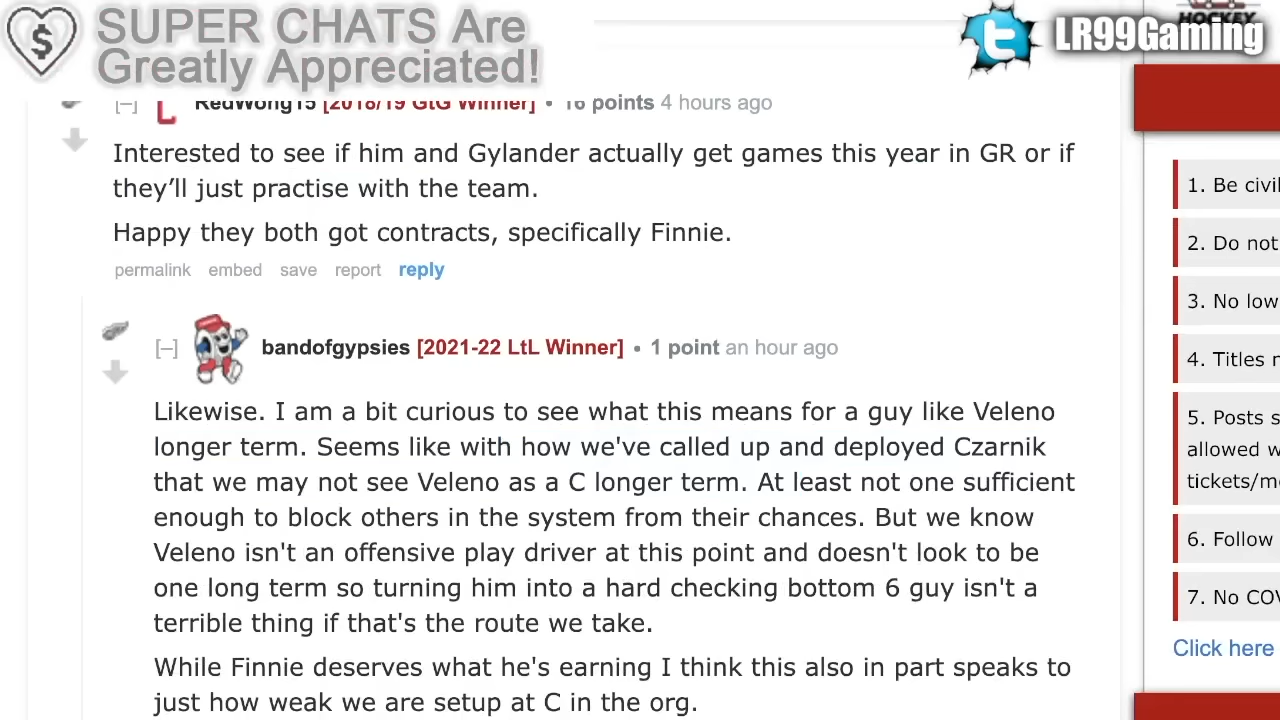 SUPER CHATS Are
Greatly Appreciated!
HOCKEY
LR99Gaming
[–] RedWong15 [2018/19 GtG Winner] • 16 points 4 hours ago
Interested to see if him and Gylander actually get games this year in GR or if
they’ll just practise with the team.
Happy they both got contracts, specifically Finnie.
permalink embed save report reply
[–] bandofgypsies [2021-22 LtL Winner] • 1 point an hour ago
Likewise. I am a bit curious to see what this means for a guy like Veleno
longer term. Seems like with how we've called up and deployed Czarnik
that we may not see Veleno as a C longer term. At least not one sufficient
enough to block others in the system from their chances. But we know
Veleno isn't an offensive play driver at this point and doesn't look to be
one long term so turning him into a hard checking bottom 6 guy isn't a
terrible thing if that's the route we take.
While Finnie deserves what he's earning I think this also in part speaks to
just how weak we are setup at C in the org.
1. Be civil
2. Do not
3. No low
4. Titles
5. Posts
allowed
tickets/
6. Follow
7. No
Click here